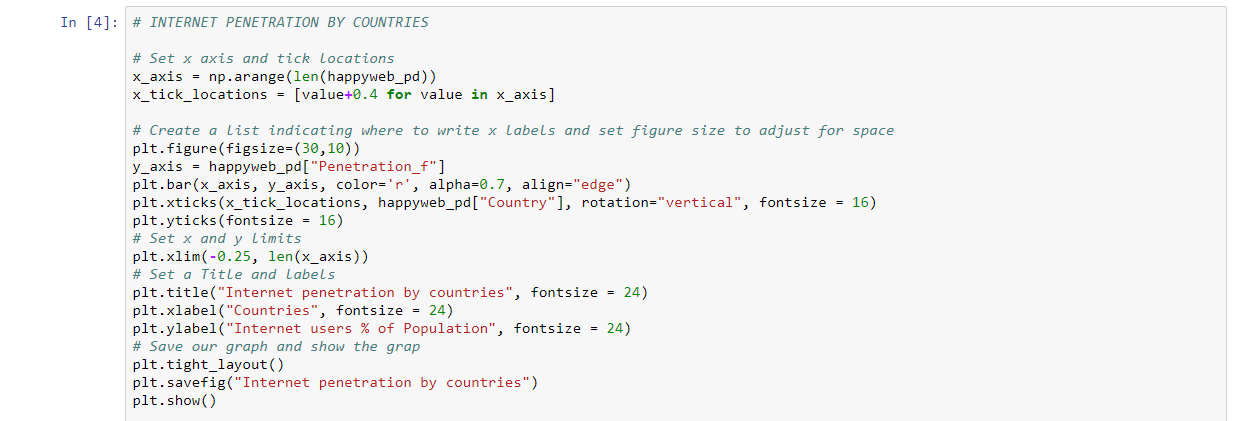 In [4]: # INTERNET PENETRATION BY COUNTRIES
# Set x axis and tick locations
x_axis = np.arange(len(happyweb_pd))
x_tick_locations = [value+0.4 for value in x_axis]
# Create a list indicating where to write x labels and set figure size to adjust for space
plt.figure(figsize=(30,10))
y_axis = happyweb_pd["Penetration_f"]
plt.bar(x_axis, y_axis, color='r', alpha=0.7, align="edge")
plt.xticks(x_tick_locations, happyweb_pd["Country"], rotation="vertical", fontsize = 16)
plt.yticks(fontsize = 16)
# Set x and y limits
plt.xlim(-0.25, len(x_axis))
# Set a Title and labels
plt.title("Internet penetration by countries", fontsize = 24)
plt.xlabel("Countries", fontsize = 24)
plt.ylabel("Internet users % of Population", fontsize = 24)
# Save our graph and show the grap
plt.tight_layout()
plt.savefig("Internet penetration by countries")
plt.show()